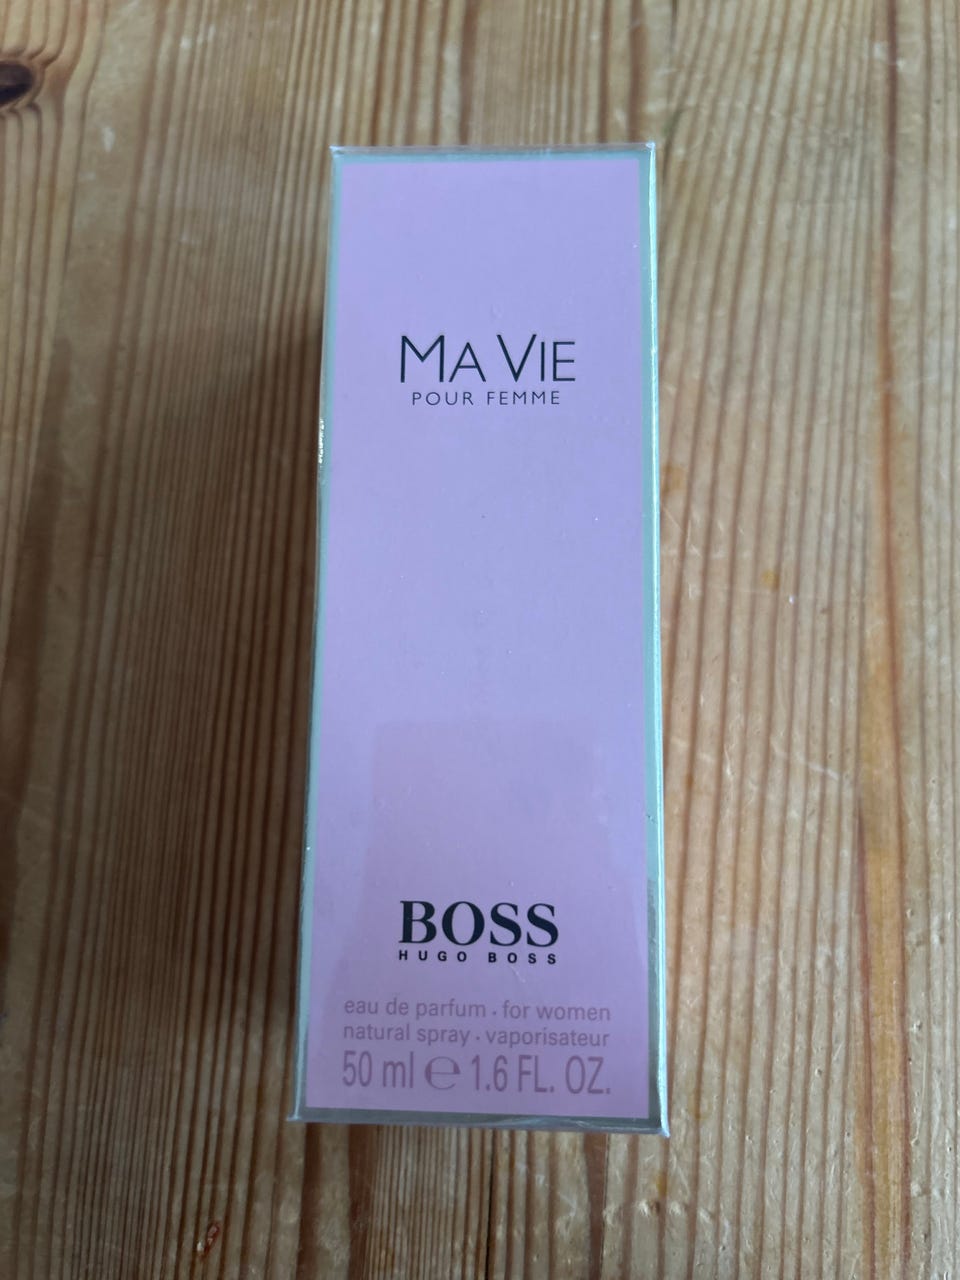 MA VIE
POUR FEMME
BOSS
HUGO BOSS
eau de parfum · for women
natural spray · vaporisateur
50 ml ℮ 1.6 FL. OZ.